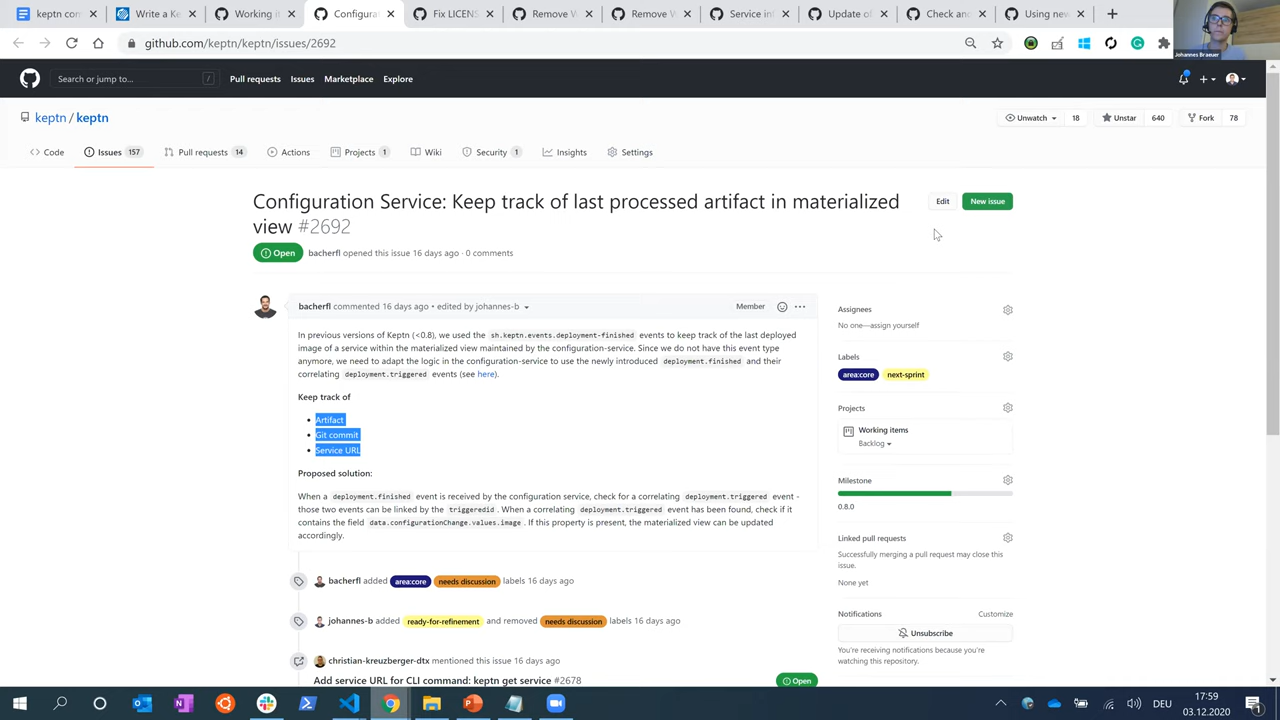 Write a K
Working it
Configurat
Fix LICENS
Remove W
Remove V
Service in
Update of
Check and
Using new
github.com/keptn/keptn/issues/2692
Johannes Braeuer
Search or jump to...
/
Pull requests
Issues
Marketplace
Explore
keptn / keptn
Unwatch
18
Unstar
640
Fork
78
Code
Issues 157
Pull requests 14
Actions
Projects 1
Wiki
Security 1
Insights
Settings
Configuration Service: Keep track of last processed artifact in materialized
view #2692
Edit
New issue
Open
bacherfl opened this issue 16 days ago · 0 comments
bacherfl commented 16 days ago • edited by johannes-b
Member
In previous versions of Keptn (<0.8), we used the sh.keptn.events.deployment-finished events to keep track of the last deployed
image of a service within the materialized view maintained by the configuration-service. Since we do not have this event type
anymore, we need to adapt the logic in the configuration-service to use the newly introduced deployment.finished and their
correlating deployment.triggered events (see here).
Keep track of
• Artifact
• Git commit
• Service URL
Proposed solution:
When a deployment.finished event is received by the configuration service, check for a correlating deployment.triggered event -
those two events can be linked by the triggeredid. When a correlating deployment.triggered event has been found, check if it
contains the field data.configurationChange.values.image. If this property is present, the materialized view can be updated
accordingly.
bacherfl added area:core needs discussion labels 16 days ago
johannes-b added ready-for-refinement and removed needs discussion labels 16 days ago
christian-kreuzberger-dtx mentioned this issue 16 days ago
Add service URL for CLI command: keptn get service #2678
Open
Assignees
No one—assign yourself
Labels
area:core next-sprint
Projects
Working items
Backlog
Milestone
0.8.0
Linked pull requests
Successfully merging a pull request may close this
issue.
None yet
Notifications
Customize
Unsubscribe
You're receiving notifications because you're
watching this repository.
DEU
17:59
03.12.2020